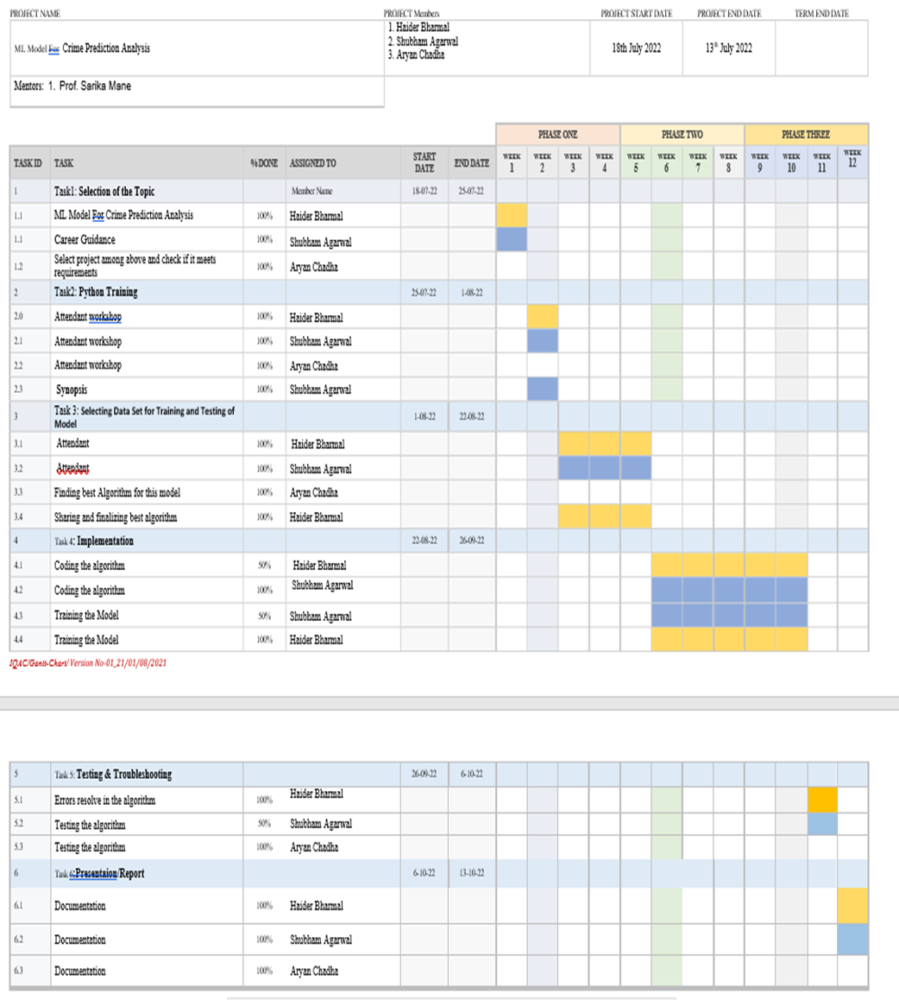 PROJECT NAME PROJECT Members PROJECT START DATE PROJECT END DATE TERM END DATE
ML Model For Crime Prediction Analysis
1. Haider Bharmal
2. Shubham Agarwal
3. Aryan Chadha
18th July 2022 13th July 2022
Mentors: 1. Prof. Sarika Mane
PHASE ONE PHASE TWO PHASE THREE
TASK ID TASK %DONE ASSIGNED TO START DATE END DATE WEEK 1 WEEK 2 WEEK 3 WEEK 4 WEEK 5 WEEK 6 WEEK 7 WEEK 8 WEEK 9 WEEK 10 WEEK 11 WEEK 12
1 Task1: Selection of the Topic Member Name 18-07-22 25-07-22
1.1 ML Model For Crime Prediction Analysis 100% Haider Bharmal
1.1 Career Guidance 100% Shubham Agarwal
1.2 Select project among above and check if it meets requirements 100% Aryan Chadha
2 Task2: Python Training 25-07-22 1-08-22
2.0 Attendant workshop 100% Haider Bharmal
2.1 Attendant workshop 100% Shubham Agarwal
2.2 Attendant workshop 100% Aryan Chadha
2.3 Synopsis 100% Shubham Agarwal
3 Task 3: Selecting Data Set for Training and Testing of Model 1-08-22 22-08-22
3.1 Attendant 100% Haider Bharmal
3.2 Attendant 100% Shubham Agarwal
3.3 Finding best Algorithm for this model 100% Aryan Chadha
3.4 Sharing and finalizing best algorithm 100% Haider Bharmal
4 Task 4: Implementation 22-08-22 26-09-22
4.1 Coding the algorithm 50% Haider Bharmal
4.2 Coding the algorithm 100% Shubham Agarwal
4.3 Training the Model 50% Shubham Agarwal
4.4 Training the Model 100% Haider Bharmal
IQAC/Gantt-Chart/ Version No-01_21/01/08/2021
5 Task 5: Testing & Troubleshooting 26-09-22 6-10-22
5.1 Errors resolve in the algorithm 100% Haider Bharmal
5.2 Testing the algorithm 50% Shubham Agarwal
5.3 Testing the algorithm 100% Aryan Chadha
6 Task 6:Presentaion/Report 6-10-22 13-10-22
6.1 Documentation 100% Haider Bharmal
6.2 Documentation 100% Shubham Agarwal
6.3 Documentation 100% Aryan Chadha